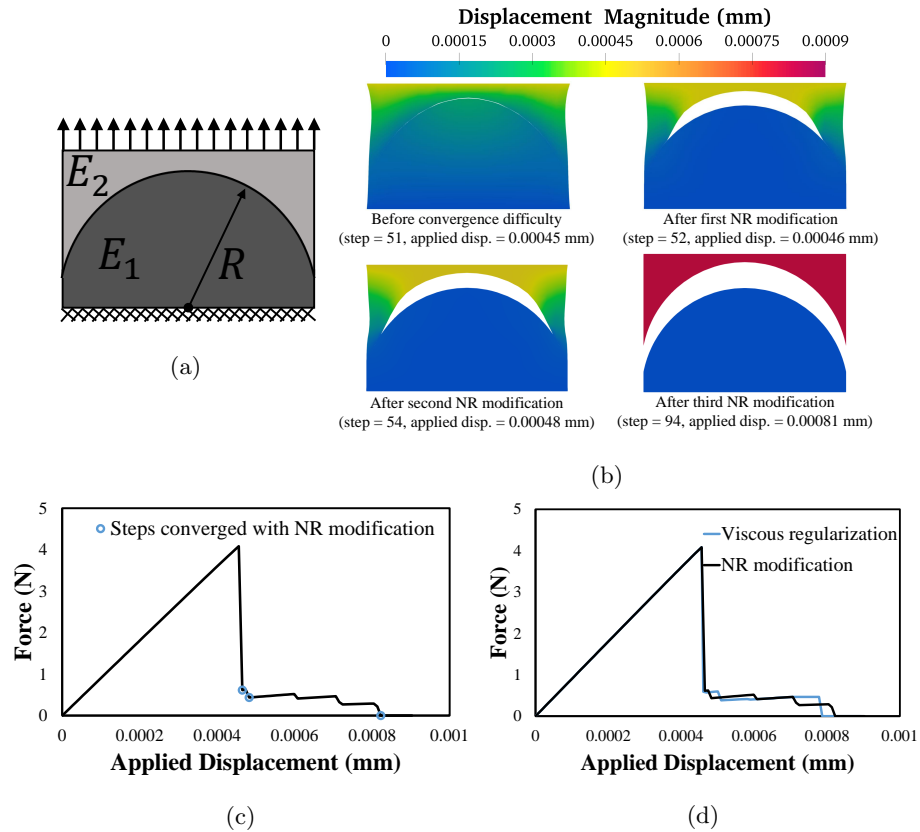 Displacement Magnitude (mm)
0 0.00015 0.0003 0.00045 0.0006 0.00075 0.0009
E₂
E₁
R
(a)
Before convergence difficulty
(step = 51, applied disp. = 0.00045 mm)
After first NR modification
(step = 52, applied disp. = 0.00046 mm)
After second NR modification
(step = 54, applied disp. = 0.00048 mm)
After third NR modification
(step = 94, applied disp. = 0.00081 mm)
(b)
5
4
3
2
1
0
Force (N)
Steps converged with NR modification
0 0.0002 0.0004 0.0006 0.0008 0.001
Applied Displacement (mm)
(c)
5
4
3
2
1
0
Force (N)
Viscous regularization
NR modification
0 0.0002 0.0004 0.0006 0.0008 0.001
Applied Displacement (mm)
(d)